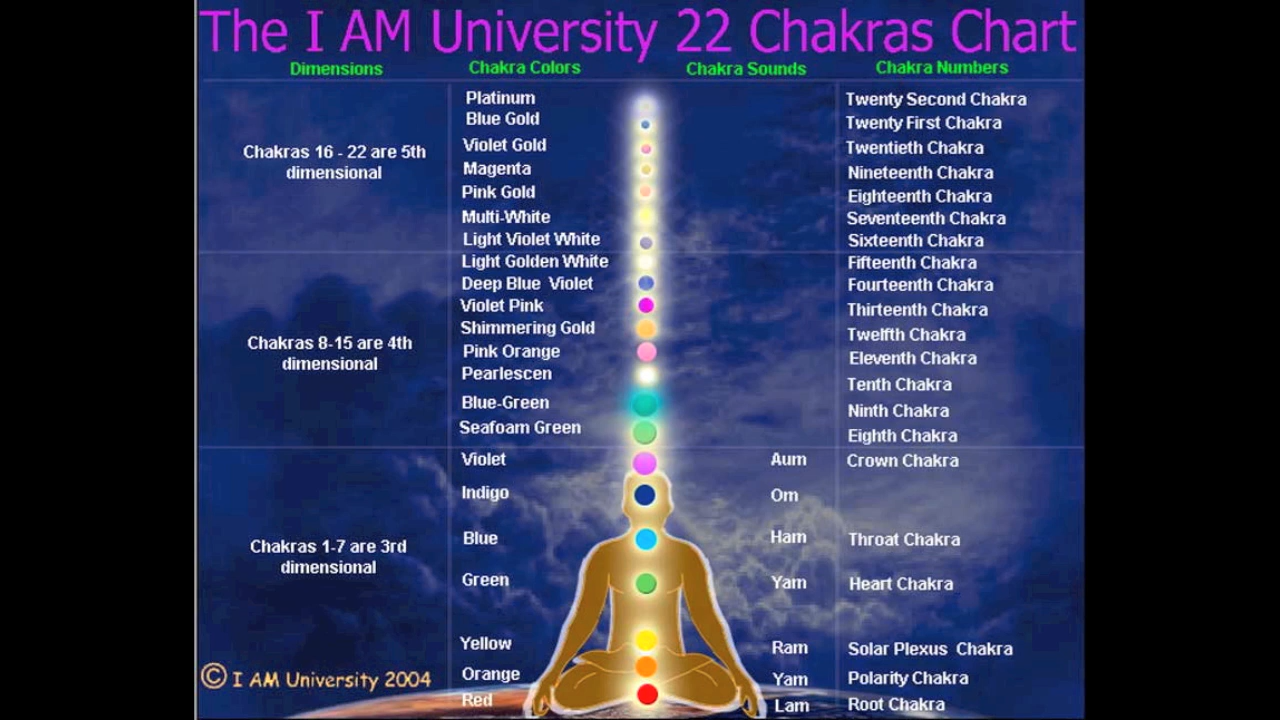 The I AM University 22 Chakras Chart
Dimensions Chakra Colors Chakra Sounds Chakra Numbers
Platinum Twenty Second Chakra
Blue Gold Twenty First Chakra
Violet Gold Twentieth Chakra
Chakras 16 - 22 are 5th
dimensional
Magenta Nineteenth Chakra
Pink Gold Eighteenth Chakra
Multi-White Seventeenth Chakra
Light Violet White Sixteenth Chakra
Light Golden White Fifteenth Chakra
Deep Blue Violet Fourteenth Chakra
Violet Pink Thirteenth Chakra
Shimmering Gold Twelfth Chakra
Chakras 8-15 are 4th
dimensional
Pink Orange Eleventh Chakra
Pearlescen Tenth Chakra
Blue-Green Ninth Chakra
Seafoam Green Eighth Chakra
Violet Aum Crown Chakra
Indigo Om
Blue Ham Throat Chakra
Chakras 1-7 are 3rd
dimensional
Green Yam Heart Chakra
Yellow Ram Solar Plexus Chakra
Orange Yam Polarity Chakra
Red Lam Root Chakra
© I AM University 2004